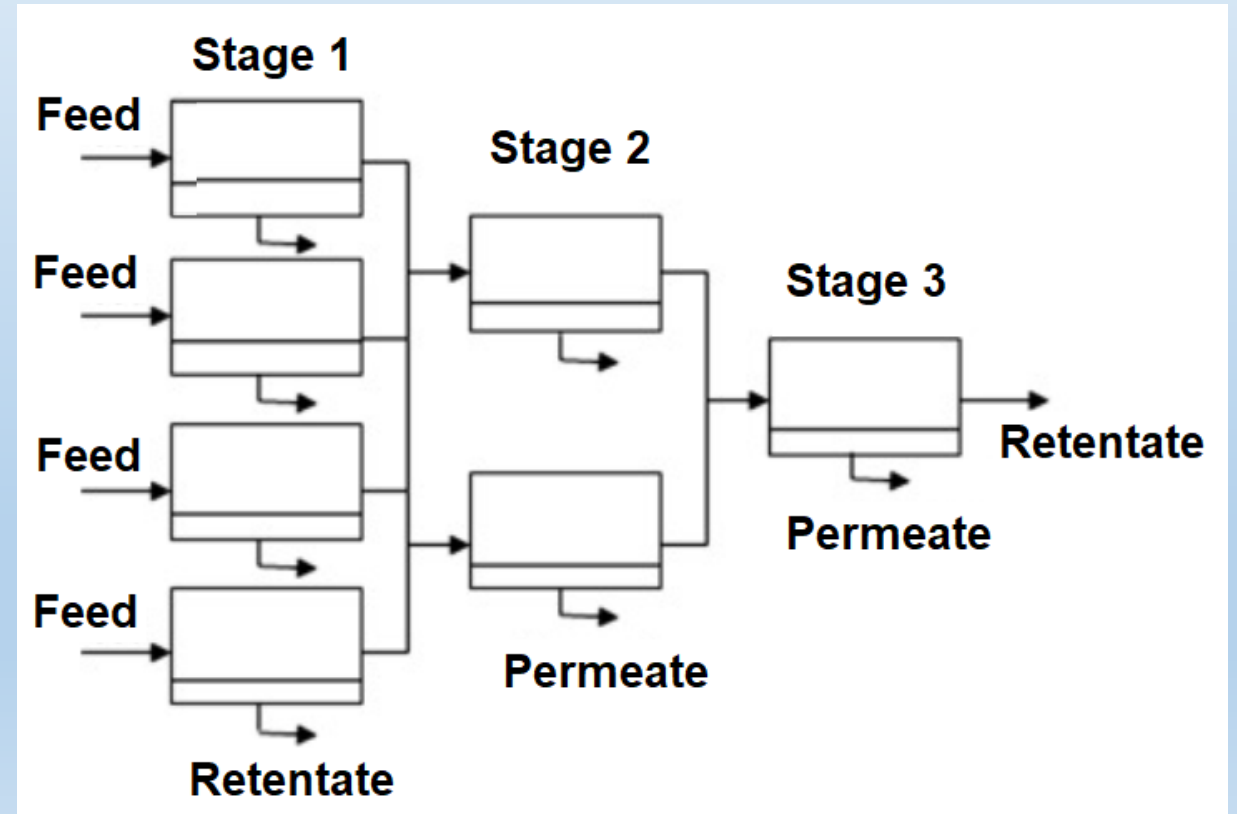 Stage 1
Feed
Stage 2
Feed
Stage 3
Feed
Retentate
Permeate
Feed
Permeate
Retentate